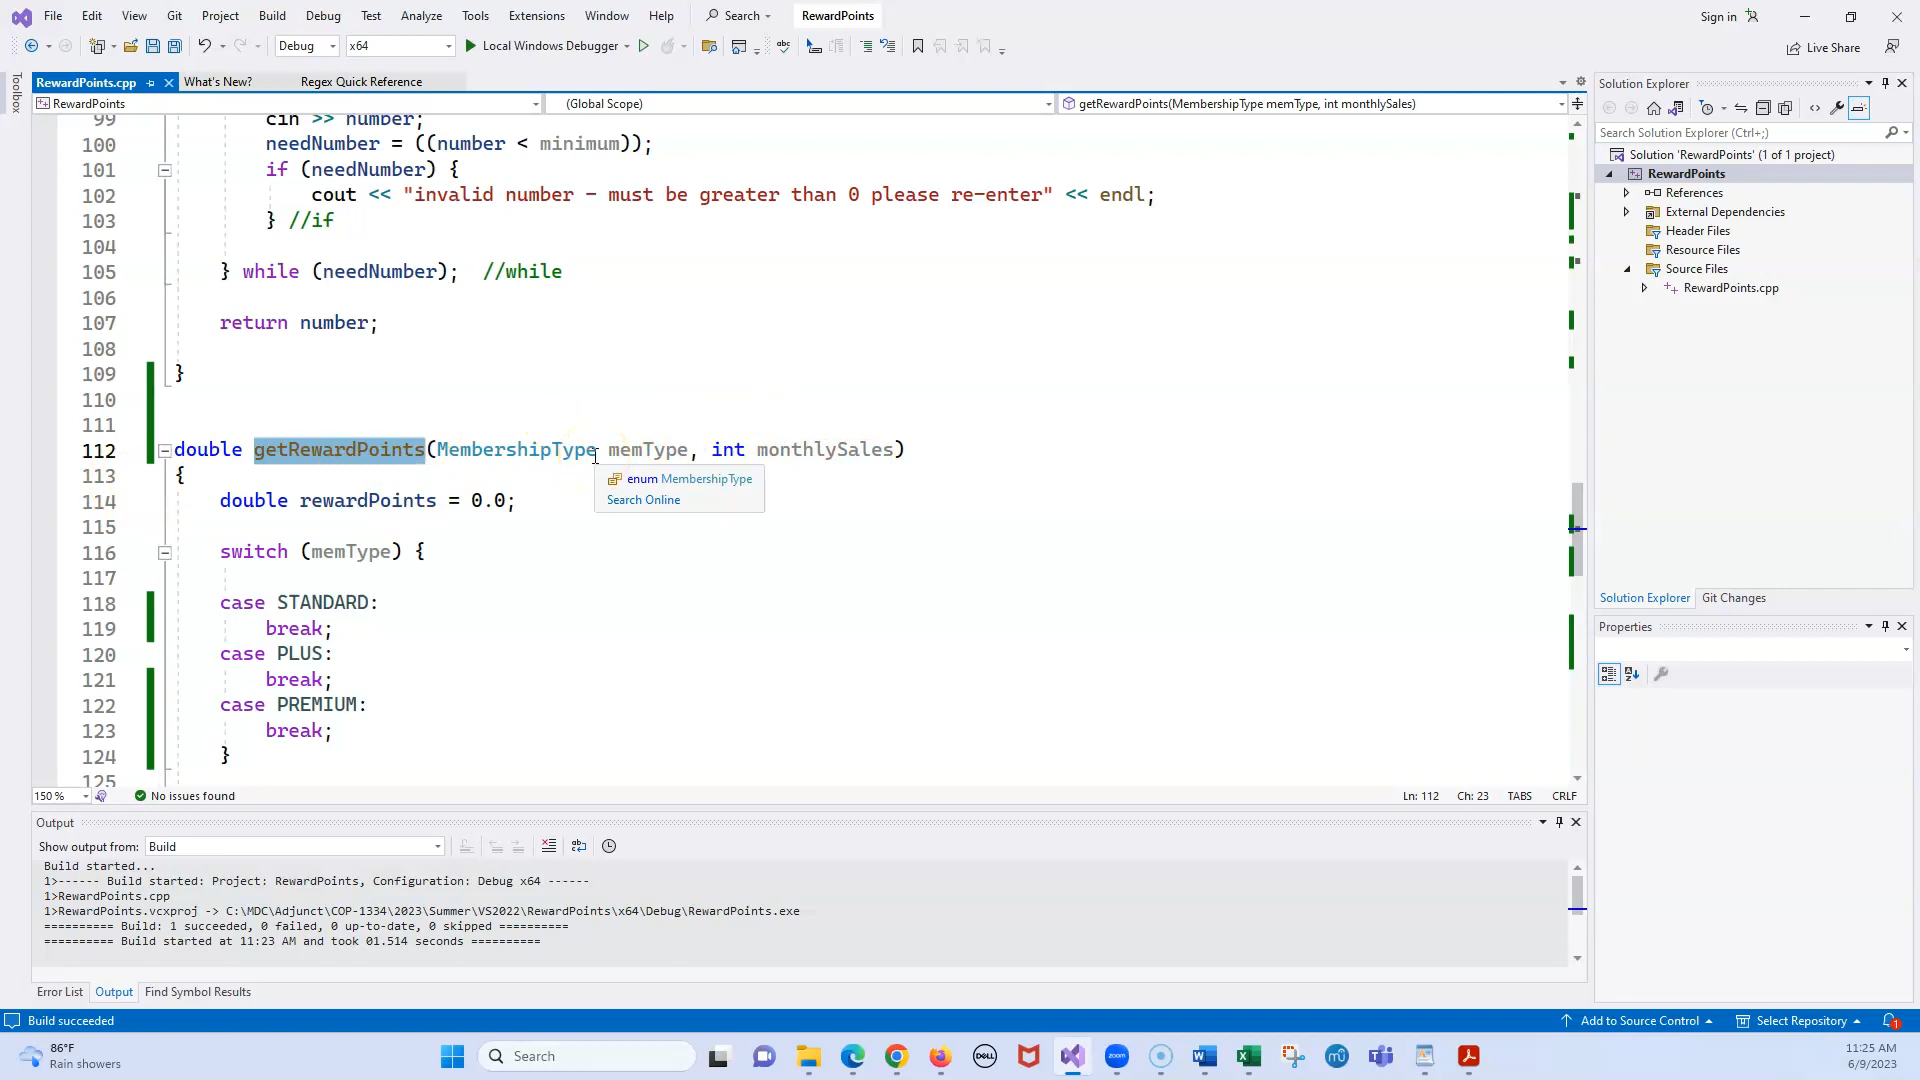 File Edit View Git Project Build Debug Test Analyze Tools Extensions Window Help Search RewardPoints Sign in
Debug x64 Local Windows Debugger Live Share
Toolbox
RewardPoints.cpp What's New? Regex Quick Reference
RewardPoints (Global Scope) getRewardPoints(MembershipType memType, int monthlySales)
99 cin >> number;
100 needNumber = ((number < minimum));
101 if (needNumber) {
102 cout << "invalid number - must be greater than 0 please re-enter" << endl;
103 } //if
104
105 } while (needNumber); //while
106
107 return number;
108
109 }
110
111
112 double getRewardPoints(MembershipType memType, int monthlySales)
113 {
enum MembershipType
Search Online
114 double rewardPoints = 0.0;
115
116 switch (memType) {
117
118 case STANDARD:
119 break;
120 case PLUS:
121 break;
122 case PREMIUM:
123 break;
124 }
125
150 % No issues found Ln: 112 Ch: 23 TABS CRLF
Output
Show output from: Build
Build started...
1>------ Build started: Project: RewardPoints, Configuration: Debug x64 ------
1>RewardPoints.cpp
1>RewardPoints.vcxproj -> C:\MDC\Adjunct\COP-1334\2023\Summer\VS2022\RewardPoints\x64\Debug\RewardPoints.exe
========== Build: 1 succeeded, 0 failed, 0 up-to-date, 0 skipped ==========
========== Build started at 11:23 AM and took 01.514 seconds ==========
Error List Output Find Symbol Results
Solution Explorer
Search Solution Explorer (Ctrl+;)
Solution 'RewardPoints' (1 of 1 project)
RewardPoints
References
External Dependencies
Header Files
Resource Files
Source Files
RewardPoints.cpp
Solution Explorer Git Changes
Properties
Build succeeded Add to Source Control Select Repository 1
86°F
Rain showers
Search
DELL
zoom
11:25 AM
6/9/2023